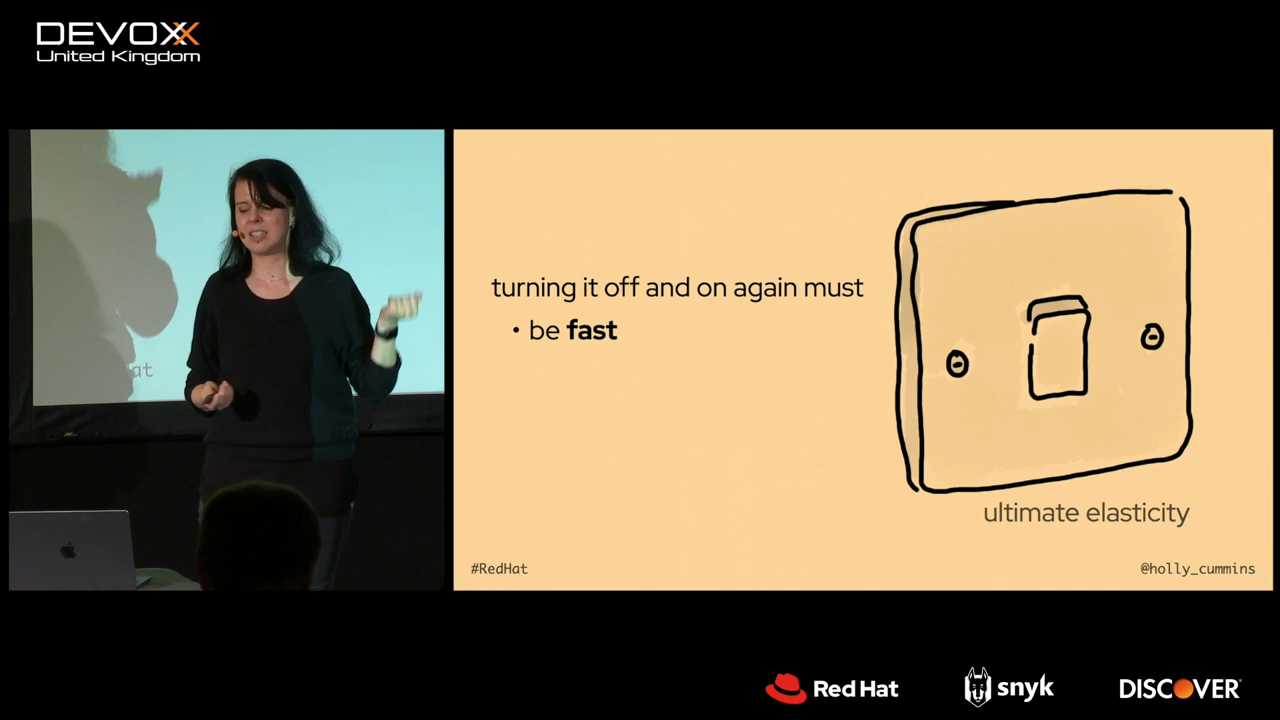 DEVOXX
United Kingdom
at
turning it off and on again must
• be fast
ultimate elasticity
#RedHat
@holly_cummins
Red Hat
snyk
DISCOVER